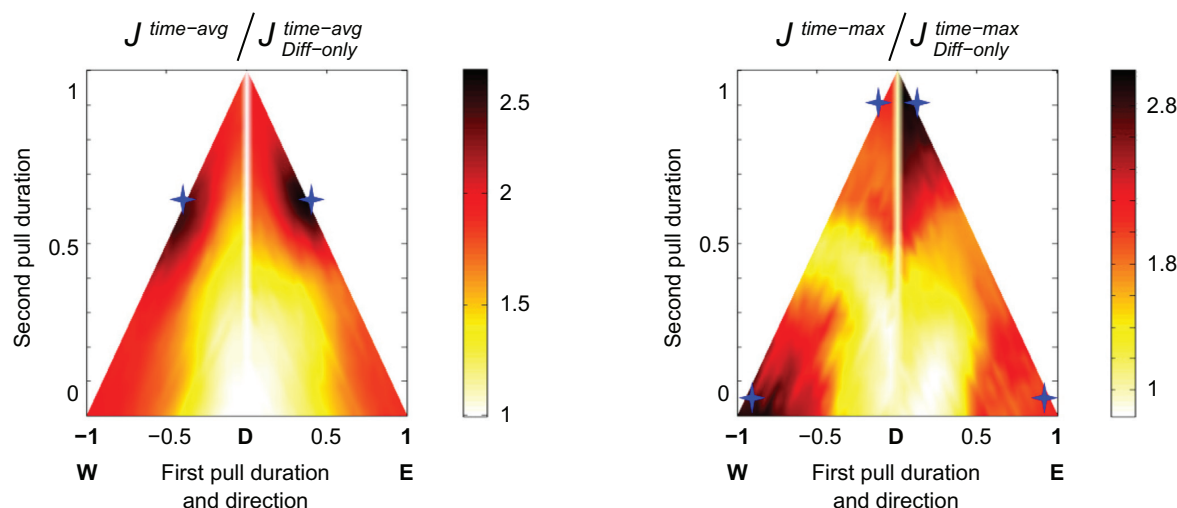 J time−avg / J time−avg Diff−only
2.5
2
1.5
1
1
0.5
0
Second pull duration
−1 −0.5 D 0.5 1
W First pull duration E
and direction
J time−max / J time−max Diff−only
2.8
1.8
1
1
0.5
0
Second pull duration
−1 −0.5 D 0.5 1
W First pull duration E
and direction